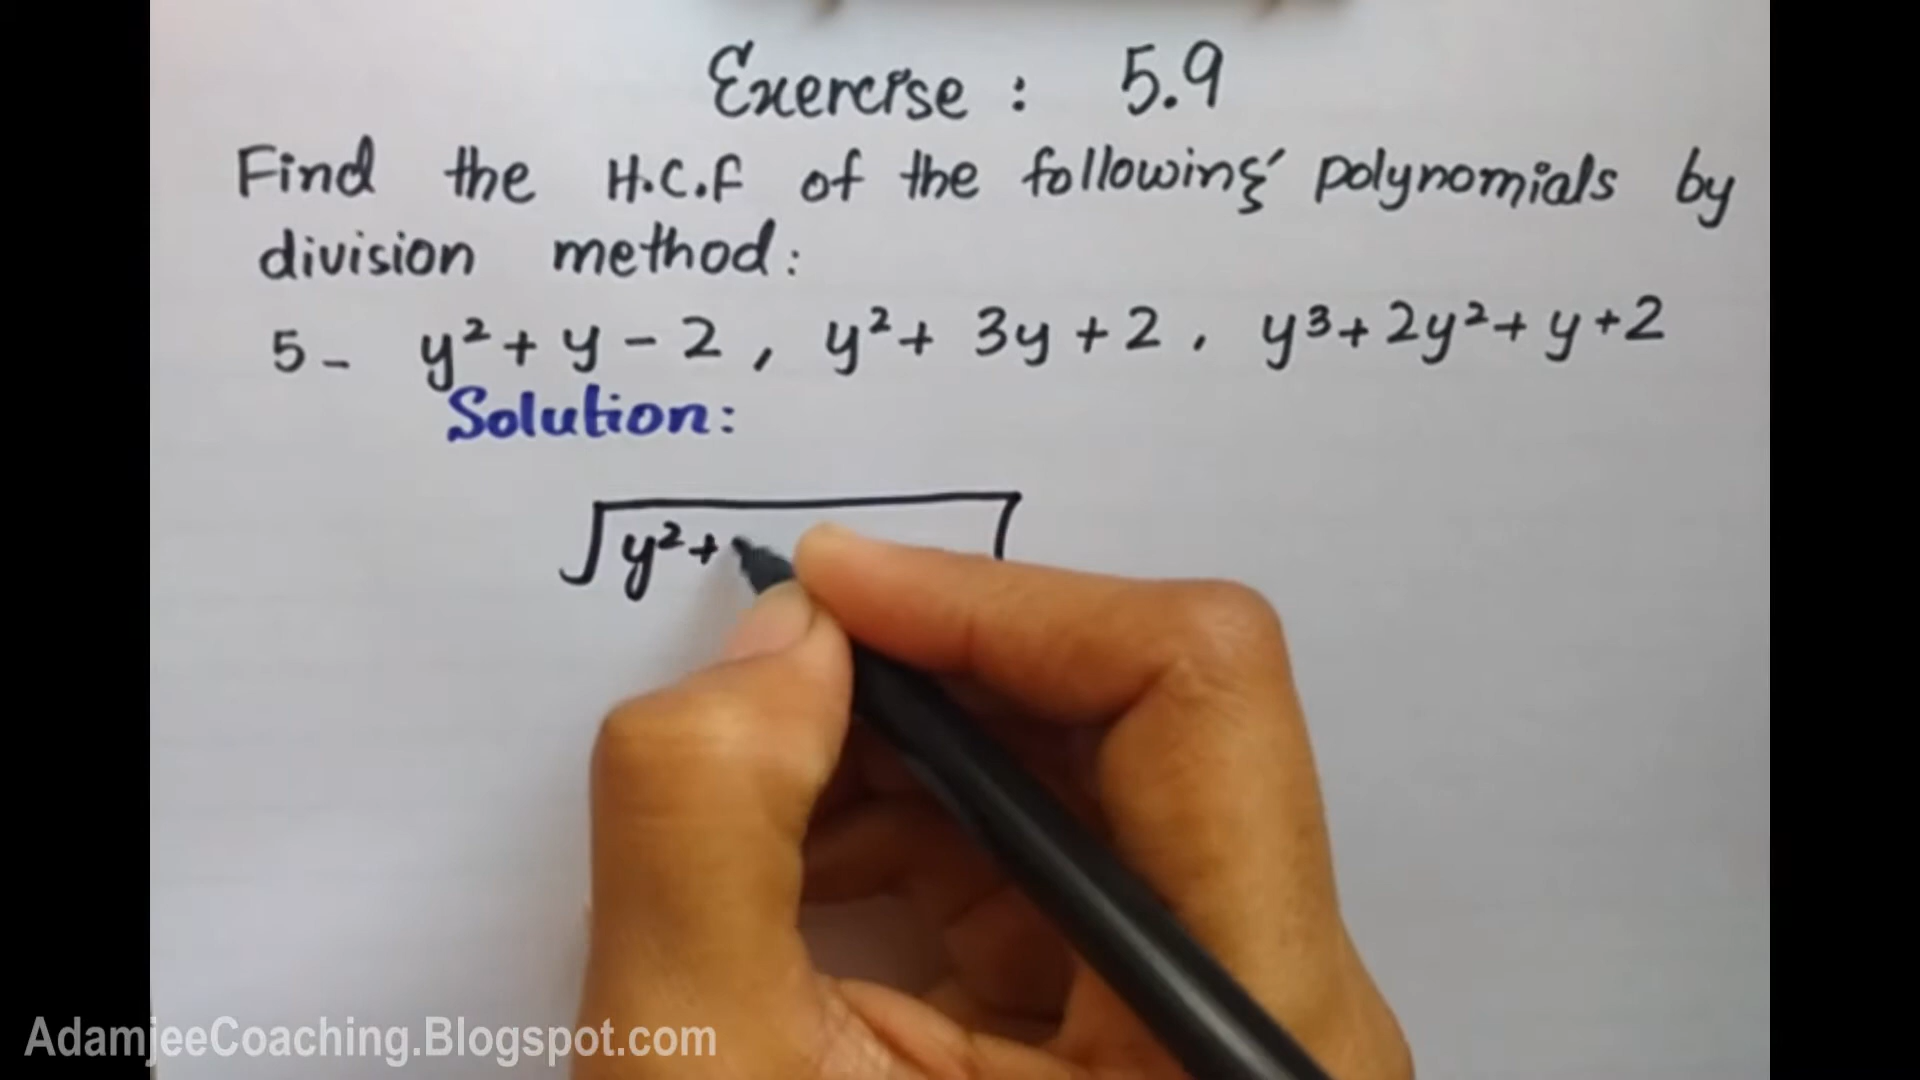 Exercise : 5.9
Find the H.C.F of the following polynomials by
division method:
5- y²+ y - 2 , y²+ 3y + 2 , y³+ 2y²+ y + 2
Solution:
y²+
AdamjeeCoaching.Blogspot.com